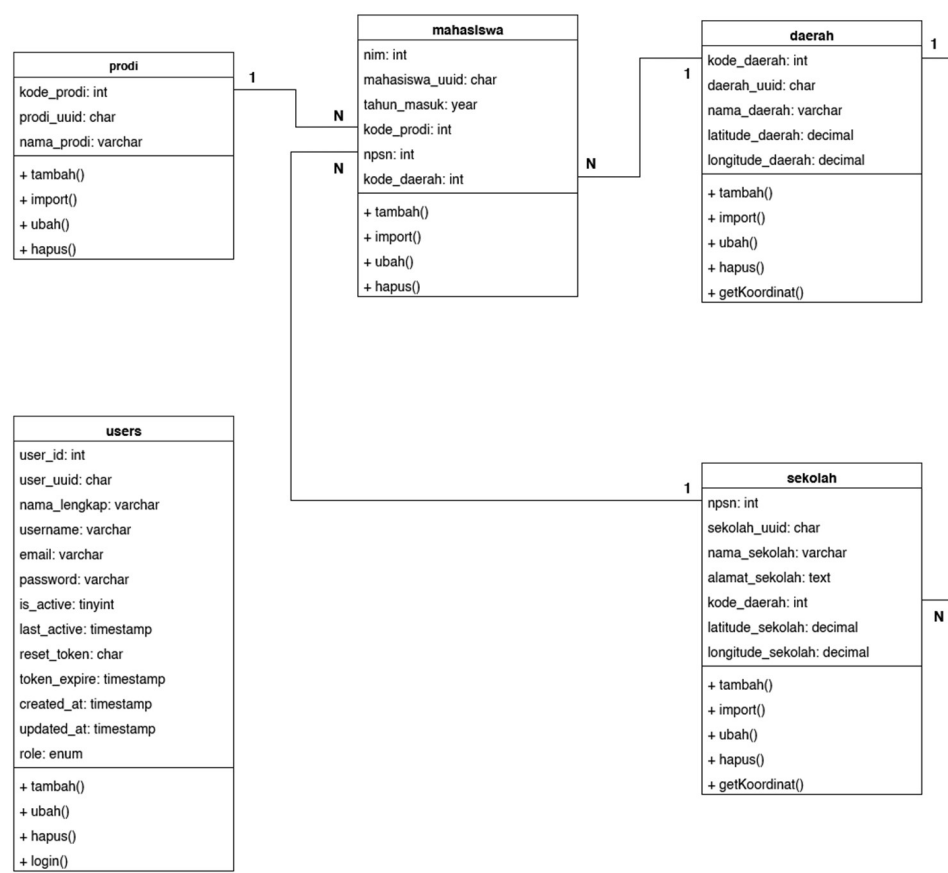 prodi
kode_prodi: int
prodi_uuid: char
nama_prodi: varchar
+ tambah()
+ import()
+ ubah()
+ hapus()
1
N
mahasiswa
nim: int
mahasiswa_uuid: char
tahun_masuk: year
kode_prodi: int
npsn: int
kode_daerah: int
+ tambah()
+ import()
+ ubah()
+ hapus()
N
N
1
daerah
kode_daerah: int
daerah_uuid: char
nama_daerah: varchar
latitude_daerah: decimal
longitude_daerah: decimal
+ tambah()
+ import()
+ ubah()
+ hapus()
+ getKoordinat()
1
users
user_id: int
user_uuid: char
nama_lengkap: varchar
username: varchar
email: varchar
password: varchar
is_active: tinyint
last_active: timestamp
reset_token: char
token_expire: timestamp
created_at: timestamp
updated_at: timestamp
role: enum
+ tambah()
+ ubah()
+ hapus()
+ login()
1
sekolah
npsn: int
sekolah_uuid: char
nama_sekolah: varchar
alamat_sekolah: text
kode_daerah: int
latitude_sekolah: decimal
longitude_sekolah: decimal
+ tambah()
+ import()
+ ubah()
+ hapus()
+ getKoordinat()
N